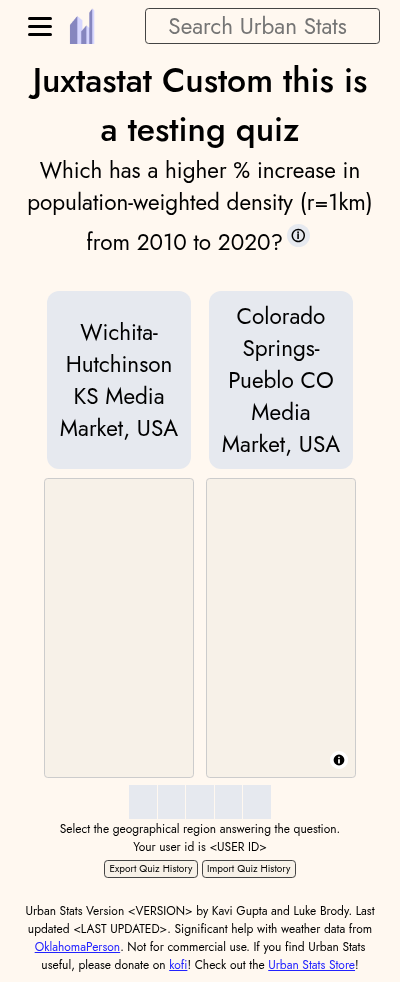 Search Urban Stats
Juxtastat Custom this is
a testing quiz
Which has a higher % increase in
population-weighted density (r=1km)
from 2010 to 2020?
Wichita-
Hutchinson
KS Media
Market, USA
Colorado
Springs-
Pueblo CO
Media
Market, USA
Select the geographical region answering the question.
Your user id is <USER ID>
Export Quiz History
Import Quiz History
Urban Stats Version <VERSION> by Kavi Gupta and Luke Brody. Last
updated <LAST UPDATED>. Significant help with weather data from
OklahomaPerson. Not for commercial use. If you find Urban Stats
useful, please donate on kofi! Check out the Urban Stats Store!